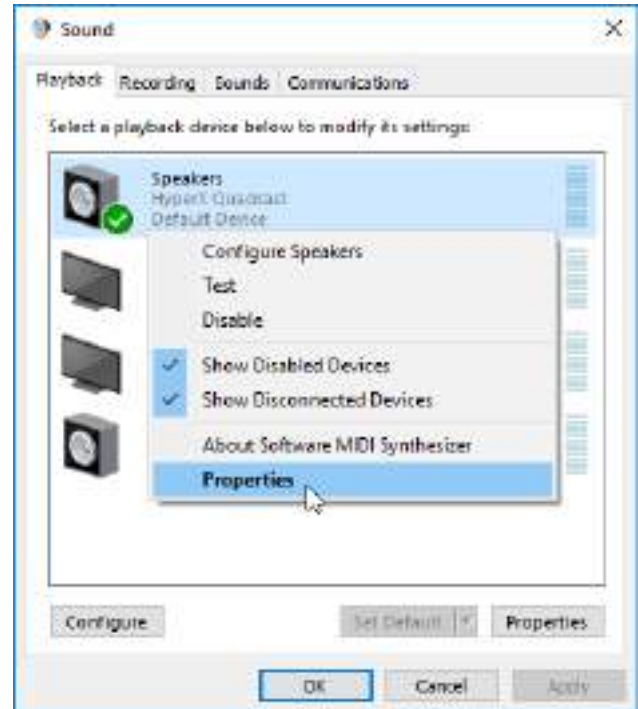 Sound
Playback Recording Sounds Communications
Select a playback device below to modify its settings:
Speakers
HyperX Quadcast
Default Device
Configure Speakers
Test
Disable
Show Disabled Devices
Show Disconnected Devices
About Software MIDI Synthesizer
Properties
Configure Set Default Properties
OK Cancel Apply